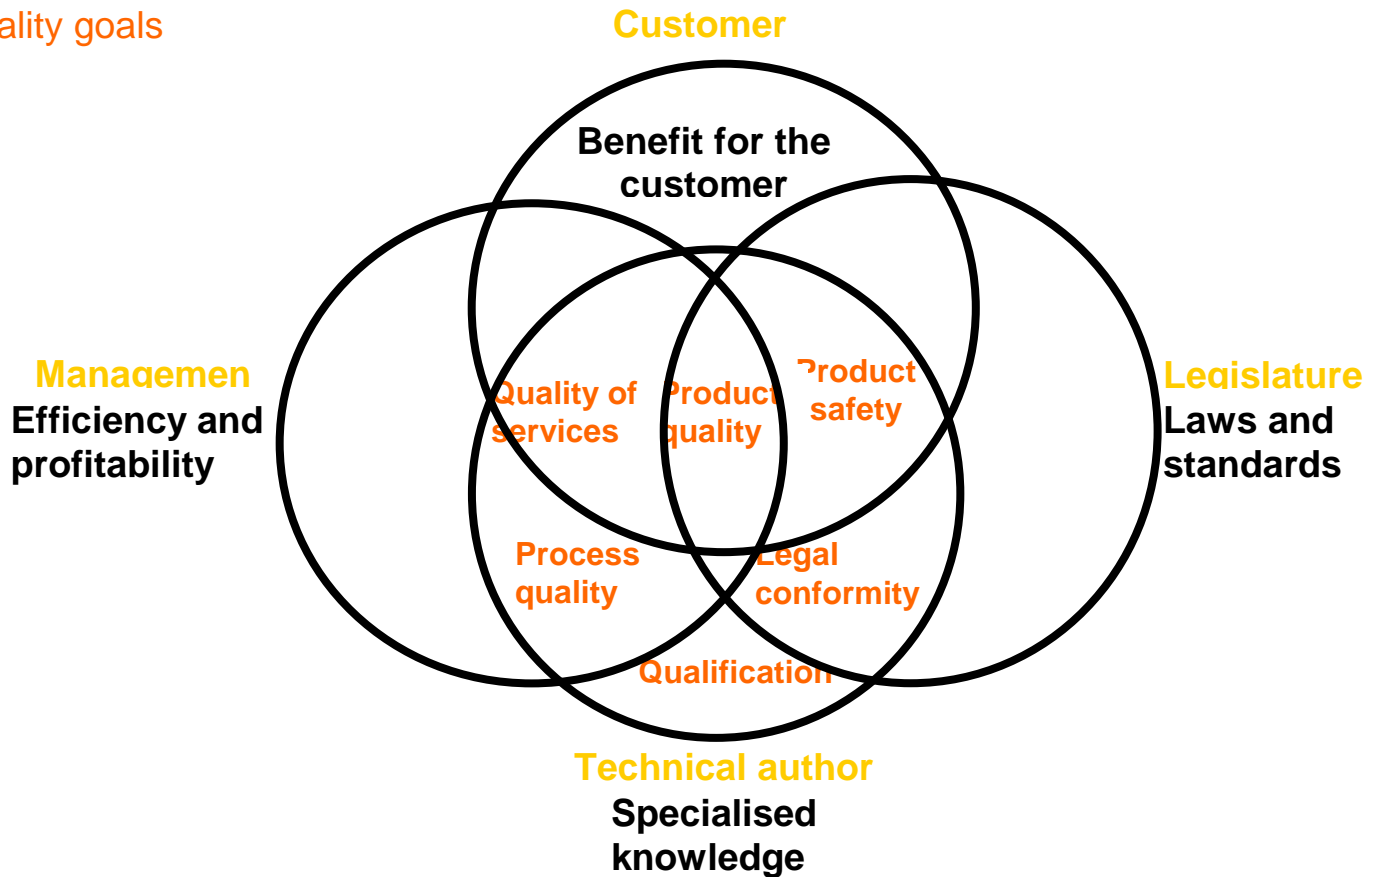 ality goals
Customer
Benefit for the
customer
Managemen
Efficiency and
profitability
Quality of
services
Product
quality
Product
safety
Legislature
Laws and
standards
Process
quality
Legal
conformity
Qualification
Technical author
Specialised
knowledge